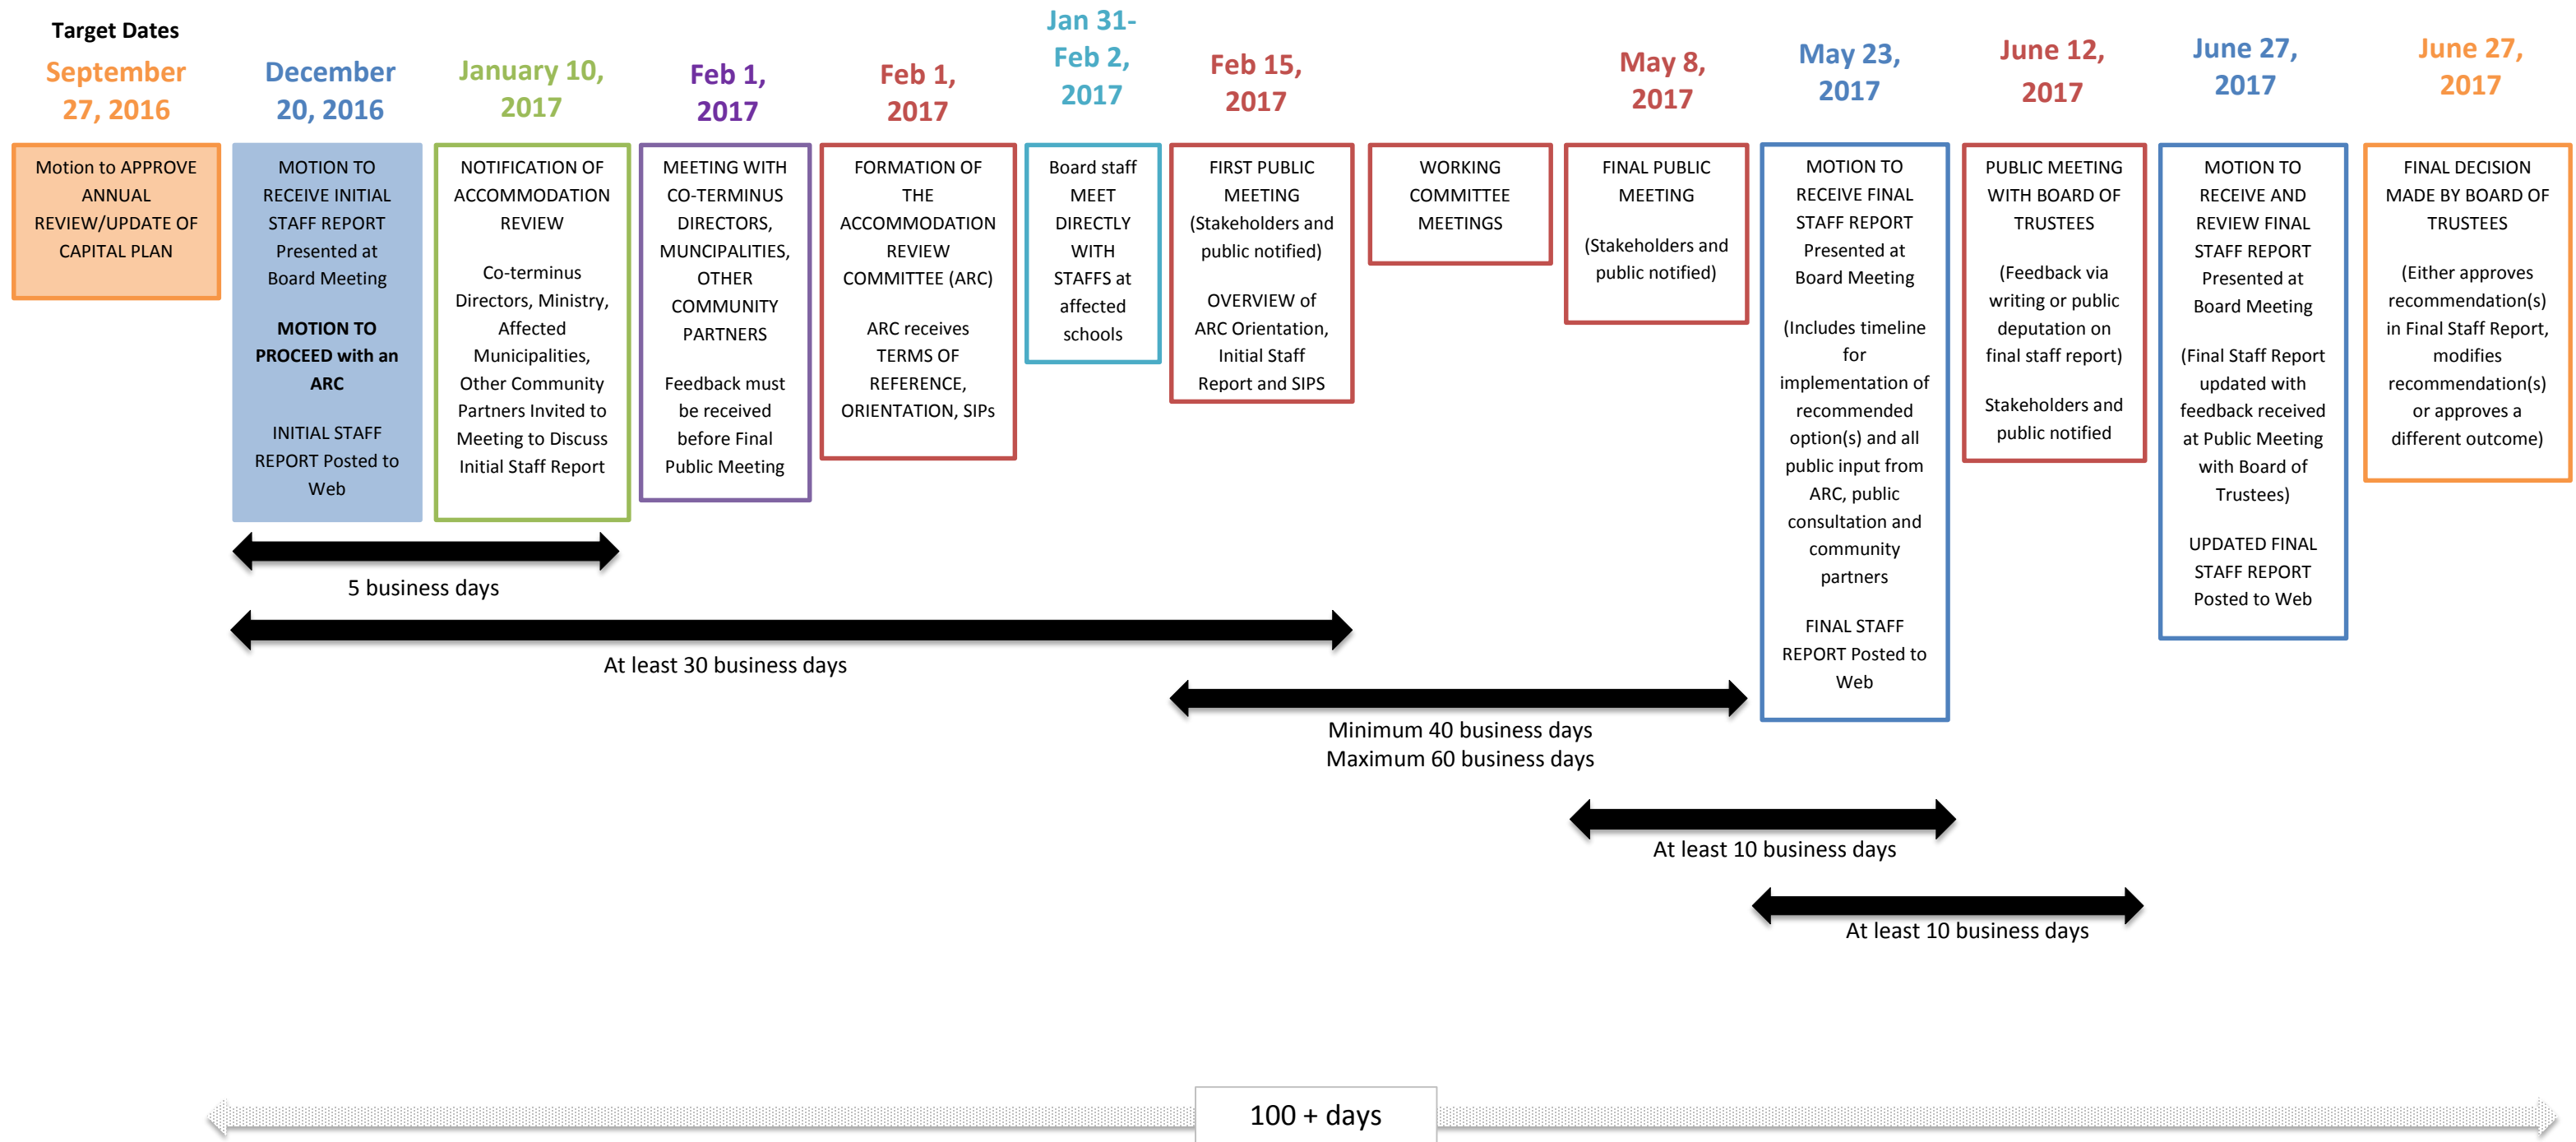 Target Dates
September
27, 2016
December
20, 2016
January 10,
2017
Feb 1,
2017
Feb 1,
2017
Jan 31-
Feb 2,
2017
Feb 15,
2017
May 8,
2017
May 23,
2017
June 12,
2017
June 27,
2017
June 27,
2017
Motion to APPROVE
ANNUAL
REVIEW/UPDATE OF
CAPITAL PLAN
MOTION TO
RECEIVE INITIAL
STAFF REPORT
Presented at
Board Meeting
MOTION TO
PROCEED with an
ARC
INITIAL STAFF
REPORT Posted to
Web
NOTIFICATION OF
ACCOMMODATION
REVIEW
Co-terminus
Directors, Ministry,
Affected
Municipalities,
Other Community
Partners Invited to
Meeting to Discuss
Initial Staff Report
MEETING WITH
CO-TERMINUS
DIRECTORS,
MUNCIPALITIES,
OTHER
COMMUNITY
PARTNERS
Feedback must
be received
before Final
Public Meeting
FORMATION OF
THE
ACCOMMODATION
REVIEW
COMMITTEE (ARC)
ARC receives
TERMS OF
REFERENCE,
ORIENTATION, SIPs
Board staff
MEET
DIRECTLY
WITH
STAFFS at
affected
schools
FIRST PUBLIC
MEETING
(Stakeholders and
public notified)
OVERVIEW of
ARC Orientation,
Initial Staff
Report and SIPS
WORKING
COMMITTEE
MEETINGS
FINAL PUBLIC
MEETING
(Stakeholders and
public notified)
MOTION TO
RECEIVE FINAL
STAFF REPORT
Presented at
Board Meeting
(Includes timeline
for
implementation of
recommended
option(s) and all
public input from
ARC, public
consultation and
community
partners
FINAL STAFF
REPORT Posted to
Web
PUBLIC MEETING
WITH BOARD OF
TRUSTEES
(Feedback via
writing or public
deputation on
final staff report)
Stakeholders and
public notified
MOTION TO
RECEIVE AND
REVIEW FINAL
STAFF REPORT
Presented at
Board Meeting
(Final Staff Report
updated with
feedback received
at Public Meeting
with Board of
Trustees)
UPDATED FINAL
STAFF REPORT
Posted to Web
FINAL DECISION
MADE BY BOARD OF
TRUSTEES
(Either approves
recommendation(s)
in Final Staff Report,
modifies
recommendation(s)
or approves a
different outcome)
5 business days
At least 30 business days
Minimum 40 business days
Maximum 60 business days
At least 10 business days
At least 10 business days
100 + days